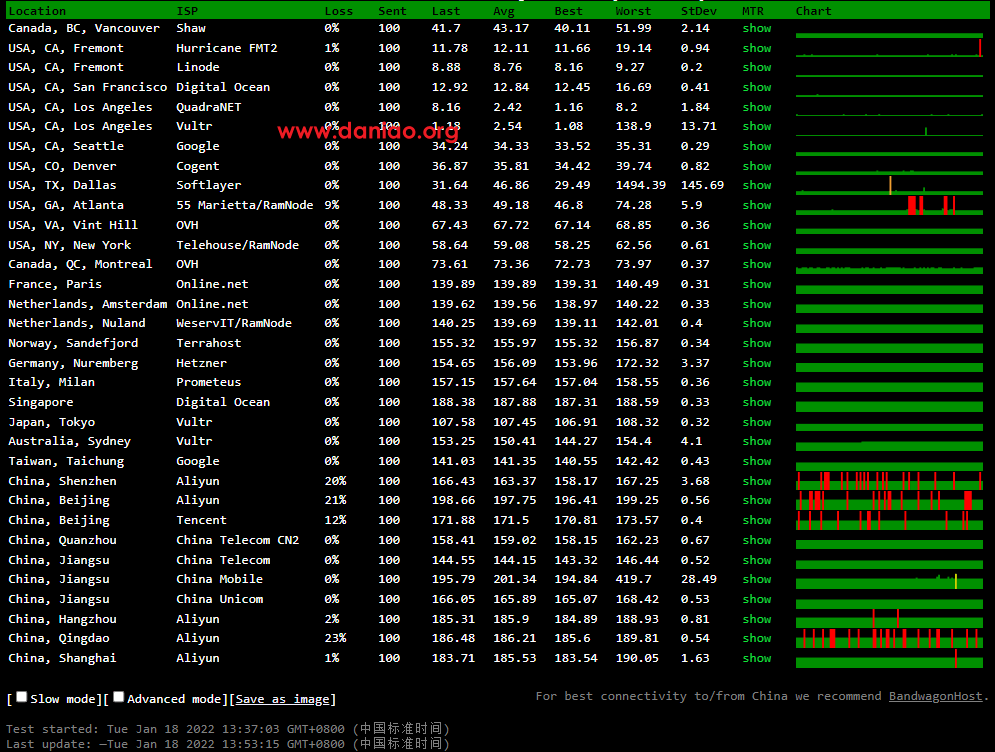 Location ISP Loss Sent Last Avg Best Worst StDev MTR Chart
Canada, BC, Vancouver Shaw 0% 100 41.7 43.17 40.11 51.99 2.14 show
USA, CA, Fremont Hurricane FMT2 1% 100 11.78 12.11 11.66 19.14 0.94 show
USA, CA, Fremont Linode 0% 100 8.88 8.76 8.16 9.27 0.2 show
USA, CA, San Francisco Digital Ocean 0% 100 12.92 12.84 12.45 16.69 0.41 show
USA, CA, Los Angeles QuadraNET 0% 100 8.16 2.42 1.16 8.2 1.84 show
USA, CA, Los Angeles Vultr 0% 100 1.18 2.54 1.08 138.9 13.71 show
www.daniao.org
USA, CA, Seattle Google 0% 100 34.24 34.33 33.52 35.31 0.29 show
USA, CO, Denver Cogent 0% 100 36.87 35.81 34.42 39.74 0.82 show
USA, TX, Dallas Softlayer 0% 100 31.64 46.86 29.49 1494.39 145.69 show
USA, GA, Atlanta 55 Marietta/RamNode 9% 100 48.33 49.18 46.8 74.28 5.9 show
USA, VA, Vint Hill OVH 0% 100 67.43 67.72 67.14 68.85 0.36 show
USA, NY, New York Telehouse/RamNode 0% 100 58.64 59.08 58.25 62.56 0.61 show
Canada, QC, Montreal OVH 0% 100 73.61 73.36 72.73 73.97 0.37 show
France, Paris Online.net 0% 100 139.89 139.89 139.31 140.49 0.31 show
Netherlands, Amsterdam Online.net 0% 100 139.62 139.56 138.97 140.22 0.33 show
Netherlands, Nuland WeservIT/RamNode 0% 100 140.25 139.69 139.11 142.01 0.4 show
Norway, Sandefjord Terrahost 0% 100 155.32 155.97 155.32 156.87 0.34 show
Germany, Nuremberg Hetzner 0% 100 154.65 156.09 153.96 172.32 3.37 show
Italy, Milan Prometeus 0% 100 157.15 157.64 157.04 158.55 0.36 show
Singapore Digital Ocean 0% 100 188.38 187.88 187.31 188.59 0.33 show
Japan, Tokyo Vultr 0% 100 107.58 107.45 106.91 108.32 0.32 show
Australia, Sydney Vultr 0% 100 153.25 150.41 144.27 154.4 4.1 show
Taiwan, Taichung Google 0% 100 141.03 141.35 140.55 142.42 0.43 show
China, Shenzhen Aliyun 20% 100 166.43 163.37 158.17 167.25 3.68 show
China, Beijing Aliyun 21% 100 198.66 197.75 196.41 199.25 0.56 show
China, Beijing Tencent 12% 100 171.88 171.5 170.81 173.57 0.4 show
China, Quanzhou China Telecom CN2 0% 100 158.41 159.02 158.15 162.23 0.67 show
China, Jiangsu China Telecom 0% 100 144.55 144.15 143.32 146.44 0.52 show
China, Jiangsu China Mobile 0% 100 195.79 201.34 194.84 419.7 28.49 show
China, Jiangsu China Unicom 0% 100 166.05 165.89 165.07 168.42 0.53 show
China, Hangzhou Aliyun 2% 100 185.31 185.9 184.89 188.93 0.81 show
China, Qingdao Aliyun 23% 100 186.48 186.21 185.6 189.81 0.54 show
China, Shanghai Aliyun 1% 100 183.71 185.53 183.54 190.05 1.63 show
[ Slow mode][ Advanced mode][Save as image] For best connectivity to/from China we recommend BandwagonHost.
Test started: Tue Jan 18 2022 13:37:03 GMT+0800 (中国标准时间)
Last update: —Tue Jan 18 2022 13:53:15 GMT+0800 (中国标准时间)